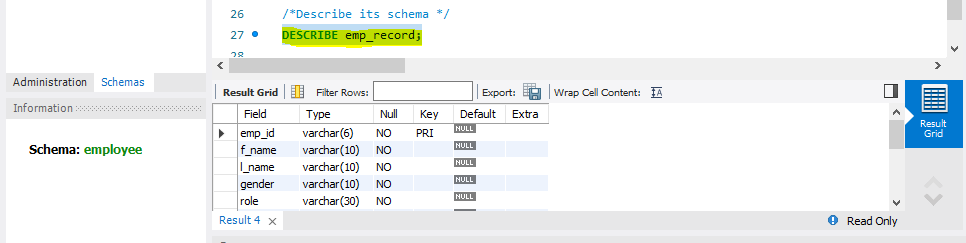 26 /*Describe its schema */
27 DESCRIBE emp_record;
28
Administration Schemas
Information
Schema: employee
Result Grid Filter Rows: Export: Wrap Cell Content: IA
Field Type Null Key Default Extra
emp_id varchar(6) NO PRI NULL
f_name varchar(10) NO NULL
l_name varchar(10) NO NULL
gender varchar(10) NO NULL
role varchar(30) NO NULL
Result 4 ×
Read Only
Result
Grid